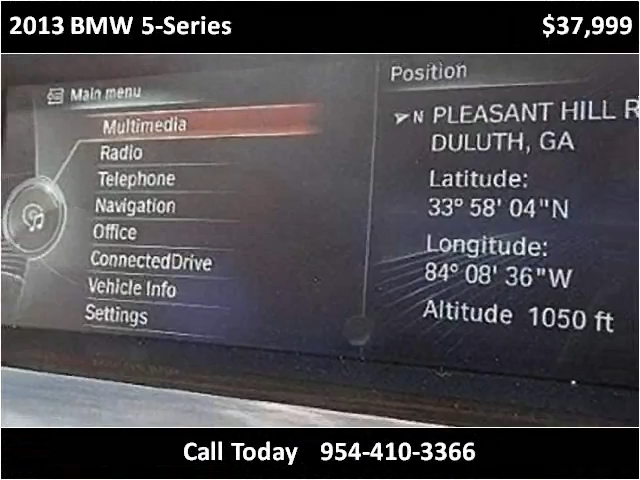 2013 BMW 5-Series $37,999
Main menu
Multimedia
Radio
Telephone
Navigation
Office
ConnectedDrive
Vehicle Info
Settings
Position
N PLEASANT HILL R
DULUTH, GA
Latitude:
33° 58' 04"N
Longitude:
84° 08' 36"W
Altitude 1050 ft
Call Today 954-410-3366